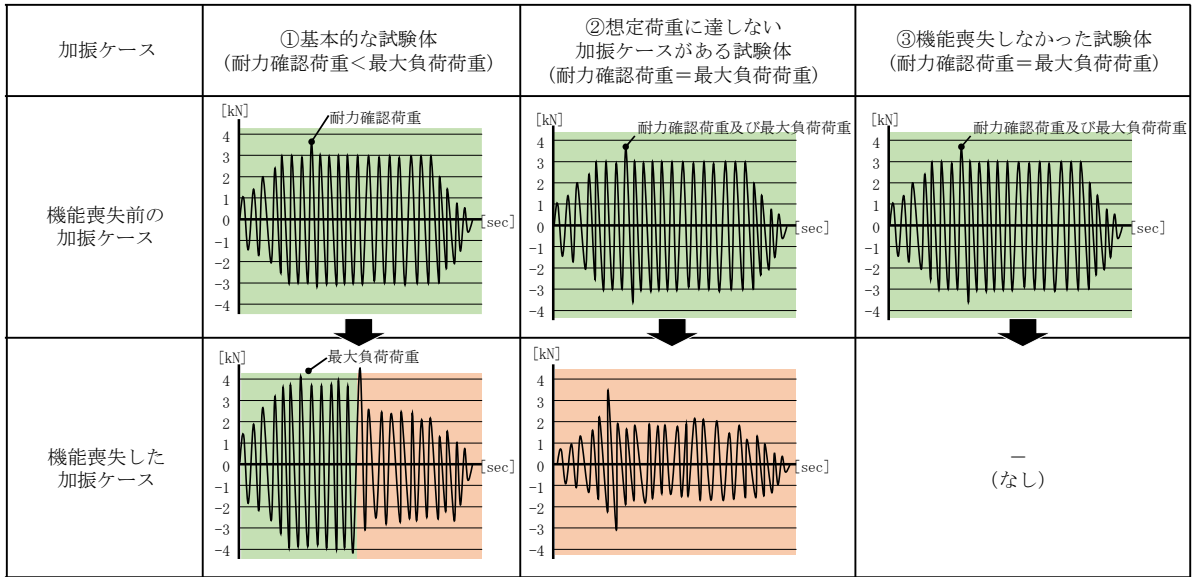 加振ケース
①基本的な試験体
(耐力確認荷重<最大負荷荷重)
②想定荷重に達しない
加振ケースがある試験体
(耐力確認荷重=最大負荷荷重)
③機能喪失しなかった試験体
(耐力確認荷重=最大負荷荷重)
機能喪失前の
加振ケース
[kN]
耐力確認荷重
4
3
2
1
0
-1
-2
-3
-4
[sec]
[kN]
耐力確認荷重及び最大負荷荷重
4
3
2
1
0
-1
-2
-3
-4
[sec]
[kN]
耐力確認荷重及び最大負荷荷重
4
3
2
1
0
-1
-2
-3
-4
[sec]
機能喪失した
加振ケース
[kN]
最大負荷荷重
4
3
2
1
0
-1
-2
-3
-4
[sec]
[kN]
4
3
2
1
0
-1
-2
-3
-4
[sec]
―
(なし)